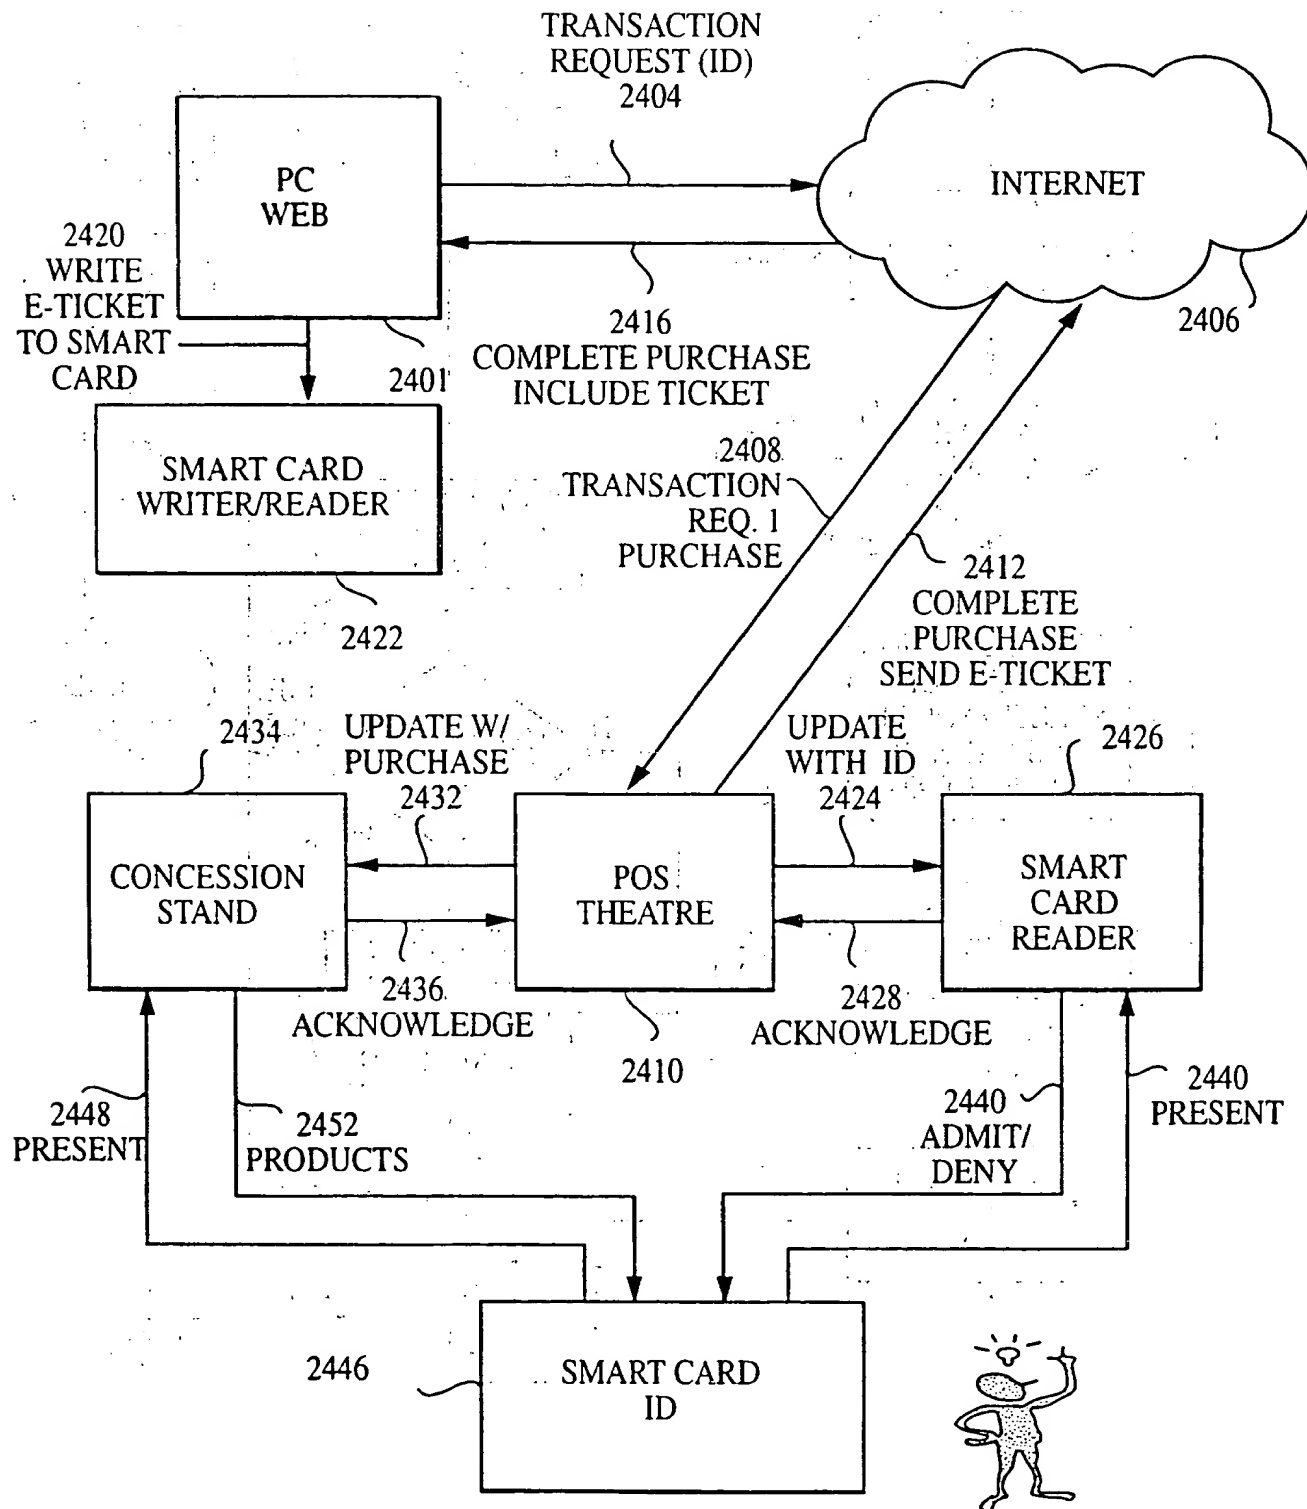 TRANSACTION
REQUEST (ID)
2404
PC
WEB
INTERNET
2420
WRITE
E-TICKET
TO SMART
CARD
2416
COMPLETE PURCHASE
INCLUDE TICKET
2401
2406
SMART CARD
WRITER/READER
2422
2408
TRANSACTION
REQ. 1
PURCHASE
2412
COMPLETE
PURCHASE
SEND E-TICKET
2434
UPDATE W/
PURCHASE
2432
UPDATE
WITH ID
2424
2426
CONCESSION
STAND
POS
THEATRE
SMART
CARD
READER
2436
ACKNOWLEDGE
2410
2428
ACKNOWLEDGE
2448
PRESENT
2452
PRODUCTS
2440
ADMIT/
DENY
2440
PRESENT
2446
SMART CARD
ID